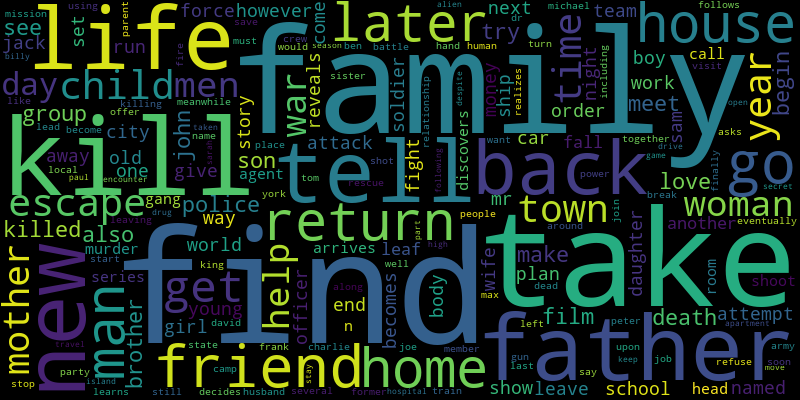 mission
using
parent
force
however
later
come
next
michael
team
follows
house
life
family
see
jack
set
save
fire
alien
dr
must
crew
would
season
ben
battle
hand
human
try
turn
time
boy
call
visit
billy
run
day
child
men
like
killing
meanwhile
sister
war
reveals
story
soldier
relationship
despite
money
ship
night
realizes
including
work
meet
year
begin
group
offer
lead
become
city
john
name
place
attack
order
sam
asks
together
open
kill
tell
back
go
away
old
one
son
agent
give
taken
sarah
want
car
fall
drive
game
finally
secret
local
paul
encounter
tom
shot
rescue
fight
following
discovers
power
love
break
woman
escape
gang
drug
police
york
mr
town
join
another
eventually
killed
also
leaving
way
return
part
people
around
take
mother
murder
world
arrives
leaf
high
wife
make
plan
daughter
room
shoot
new
man
start
series
king
find
help
well
body
dead
max
get
young
officer
along
becomes
end
n
film
death
attempt
father
brother
girl
david
left
peter
apartment
travel
state
frank
charlie
joe
member
gun
last
upon
keep
job
army
refuse
soon
move
party
island
friend
camp
stay
home
say
stop
learns
still
decides
husband
several
former
hospital
train
show
leave
school
head
named